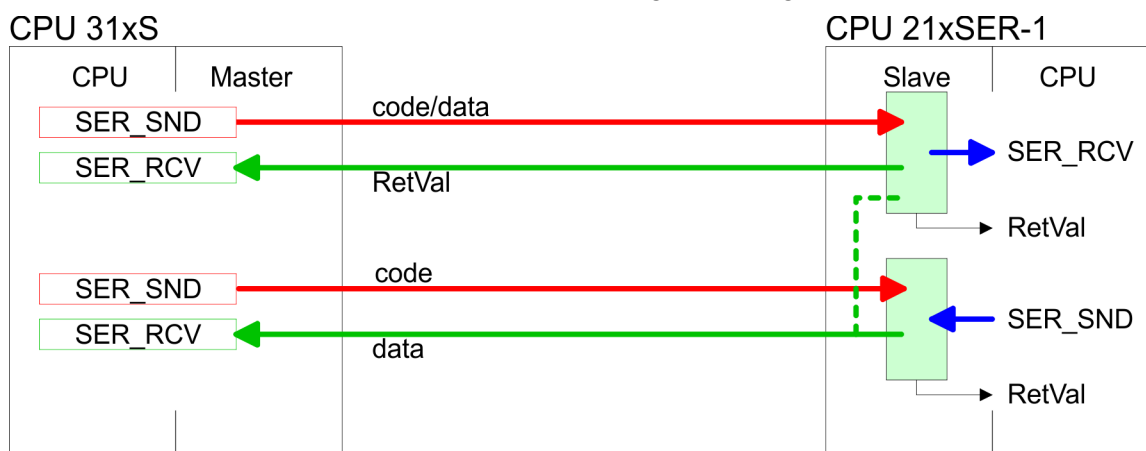 CPU 31xS
CPU 21xSER-1
CPU
Master
Slave
CPU
SER_SND
code/data
SER_RCV
SER_RCV
RetVal
RetVal
SER_SND
code
SER_SND
SER_RCV
data
RetVal